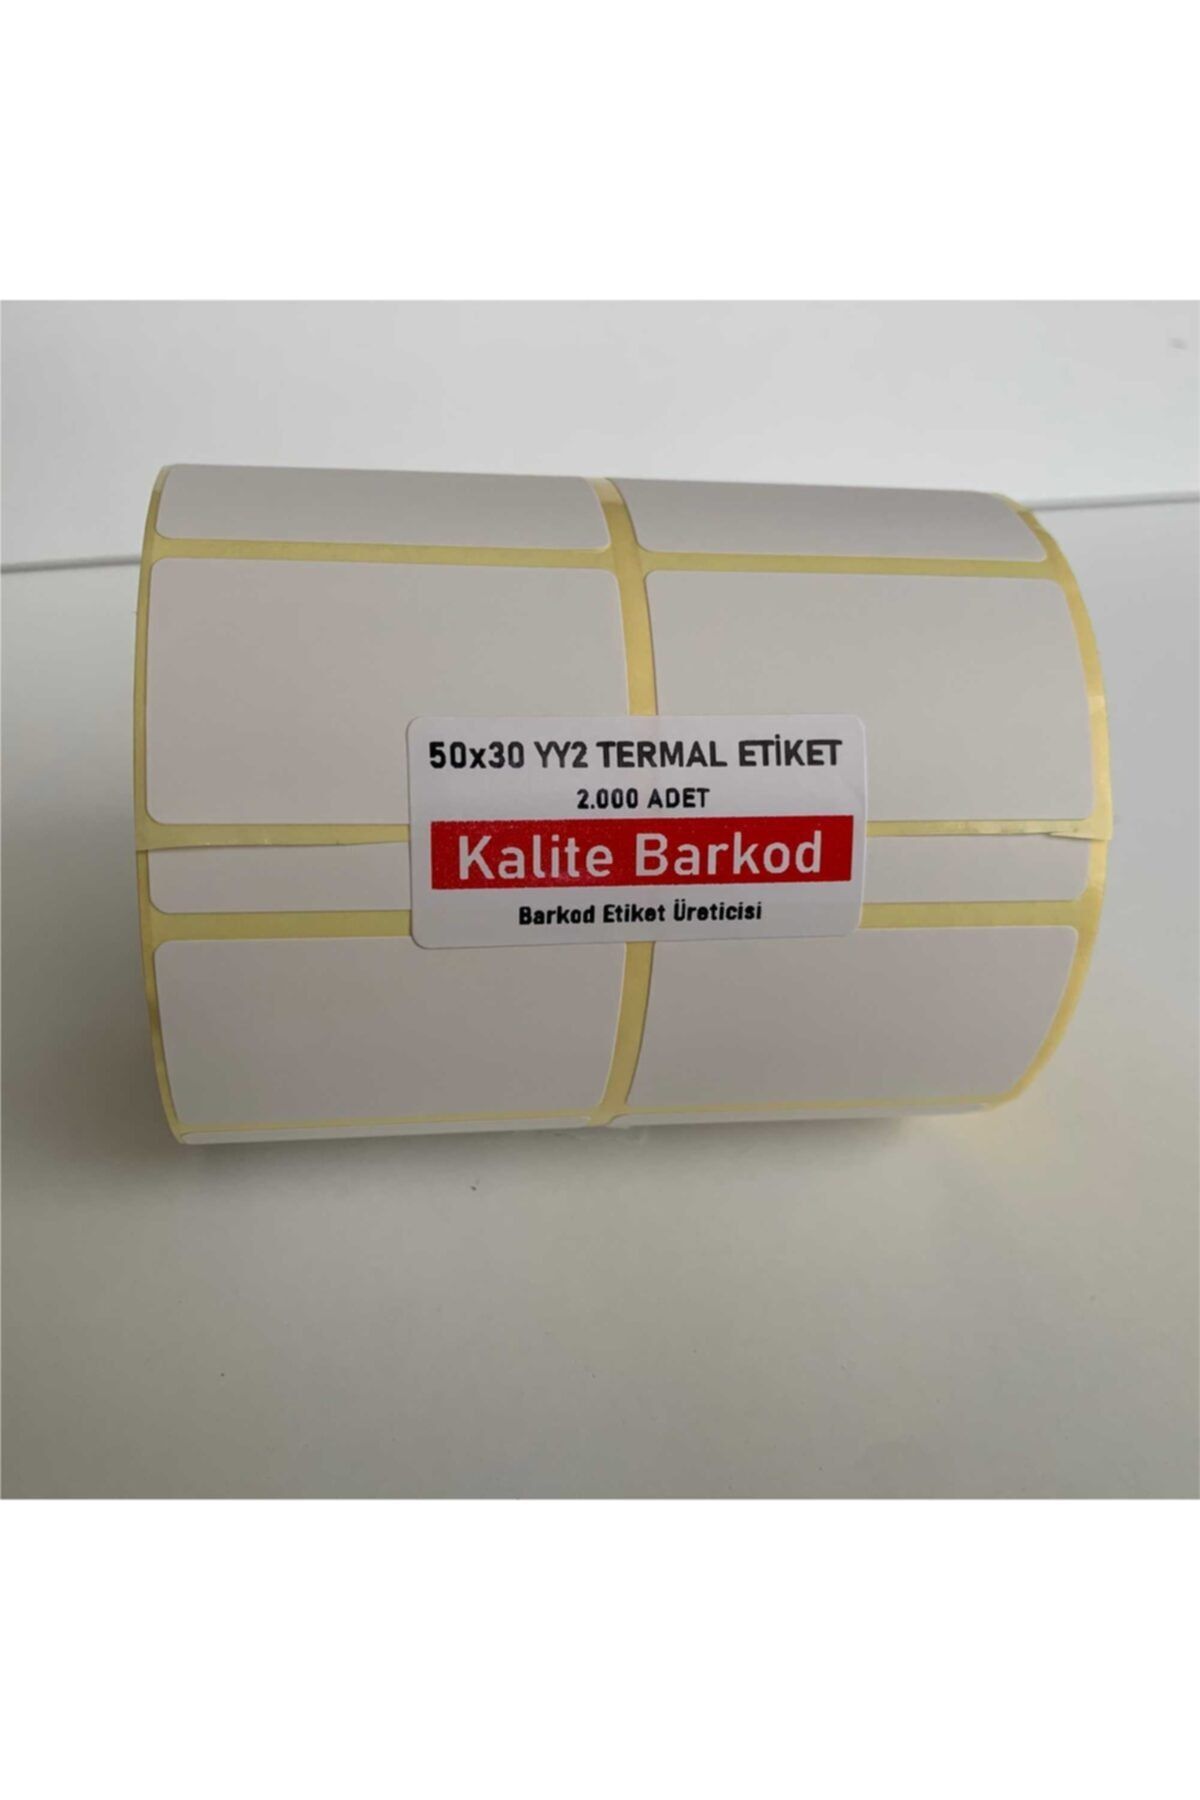 50x30 YY2 TERMAL ETİKET
2.000 ADET
Kalite Barkod
Barkod Etiket Üreticisi